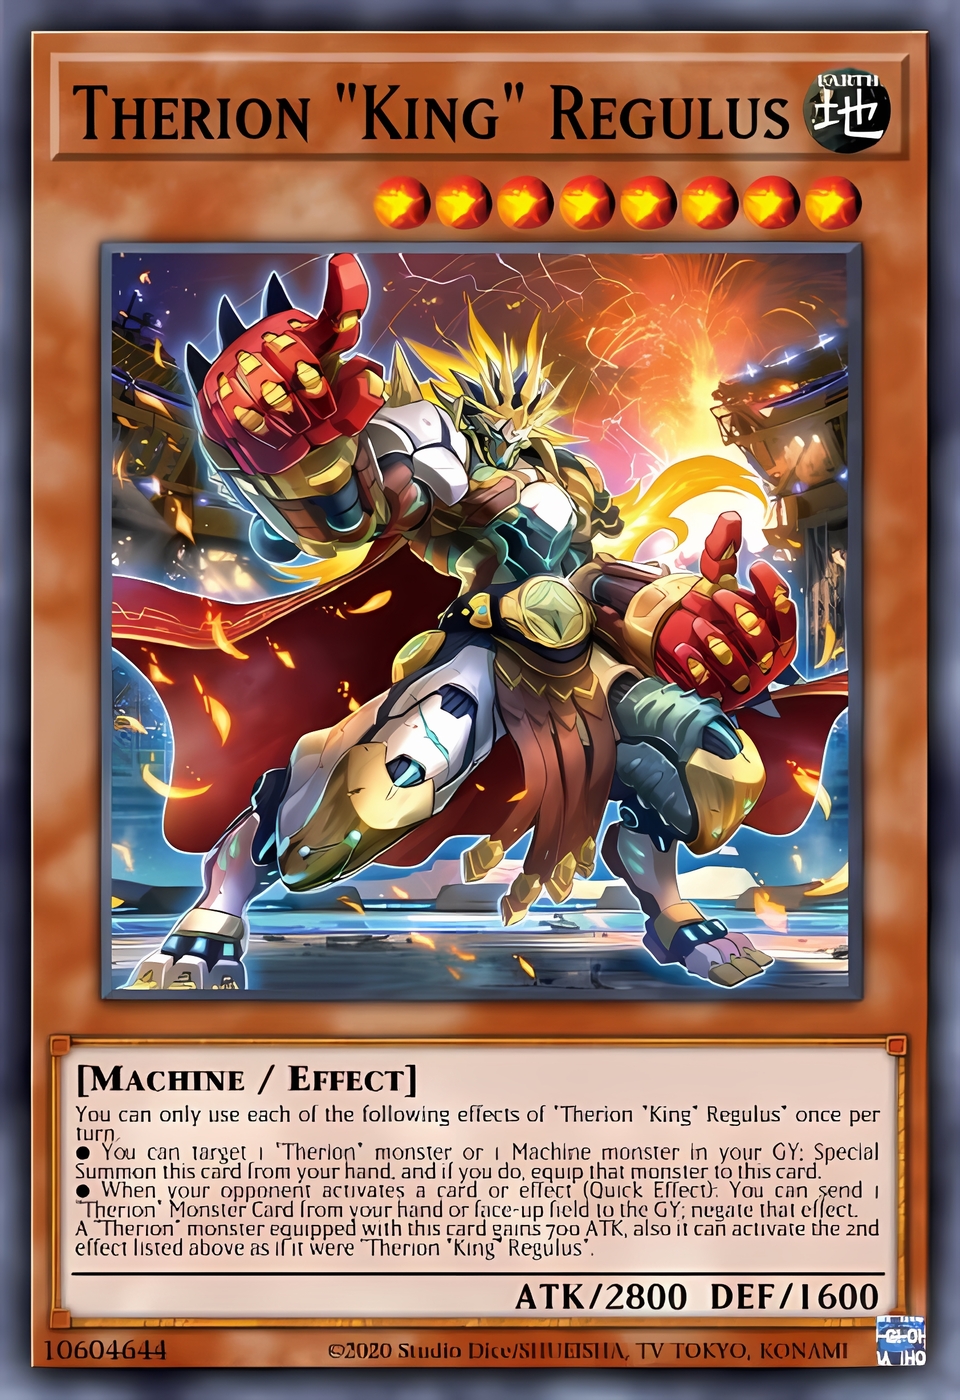 THERION "KING" REGULUS
EARTH
地
[MACHINE / EFFECT]
You can only use each of the following effects of "Therion "King" Regulus" once per
turn.
● You can target 1 "Therion" monster or 1 Machine monster in your GY; Special
Summon this card from your hand, and if you do, equip that monster to this card.
● When your opponent activates a card or effect (Quick Effect): You can send 1
"Therion" Monster Card from your hand or face-up field to the GY; negate that effect.
A "Therion" monster equipped with this card gains 700 ATK, also it can activate the 2nd
effect listed above as if it were "Therion "King" Regulus".
ATK/2800 DEF/1600
10604644
©2020 Studio Dice/SHUEISHA, TV TOKYO, KONAMI